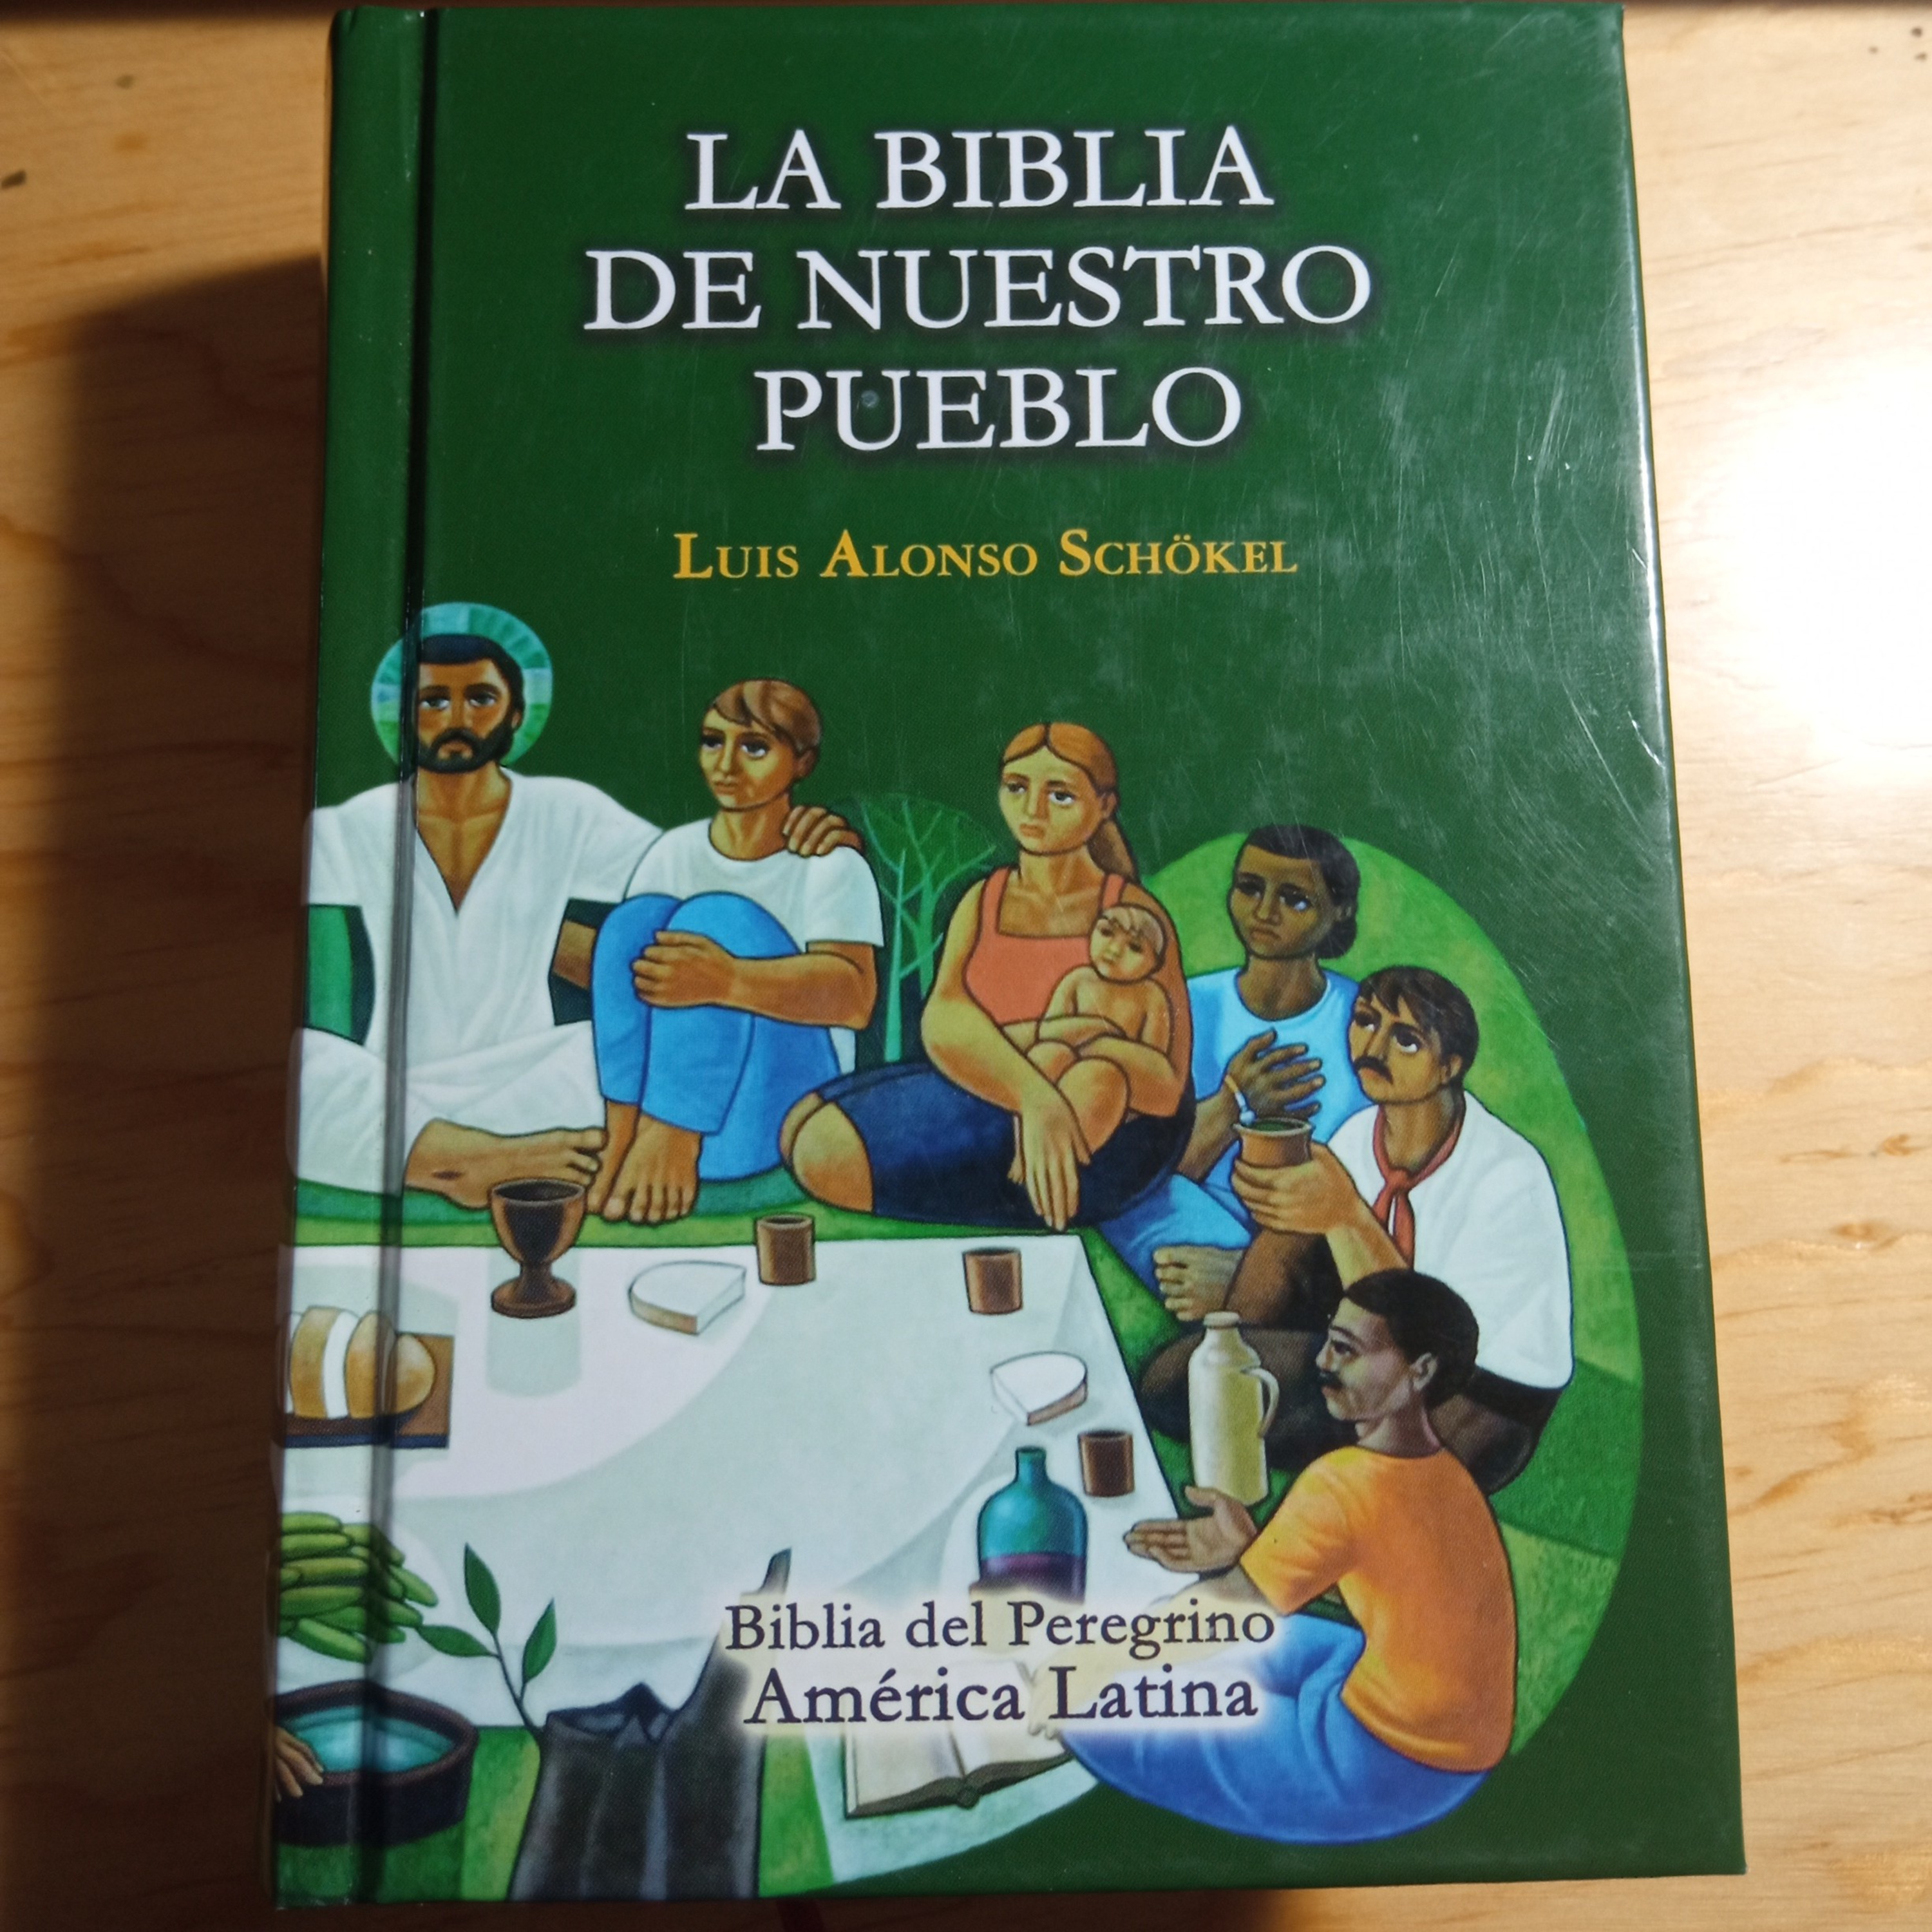 LA BIBLIA
DE NUESTRO
PUEBLO
LUIS ALONSO SCHÖKEL
Biblia del Peregrino
América Latina